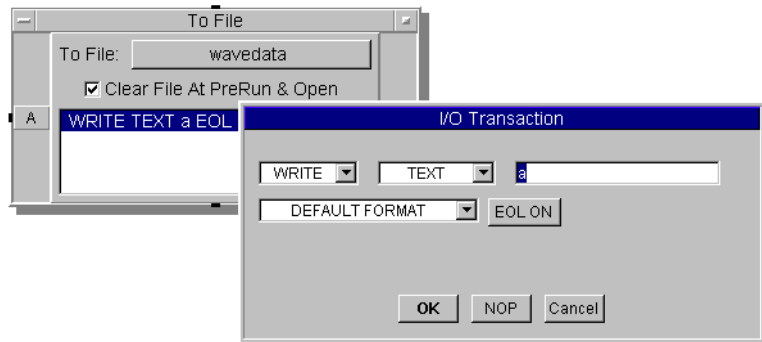 To File
To File: wavedata
Clear File At PreRun & Open
A WRITE TEXT a EOL
I/O Transaction
WRITE TEXT a
DEFAULT FORMAT EOL ON
OK NOP Cancel